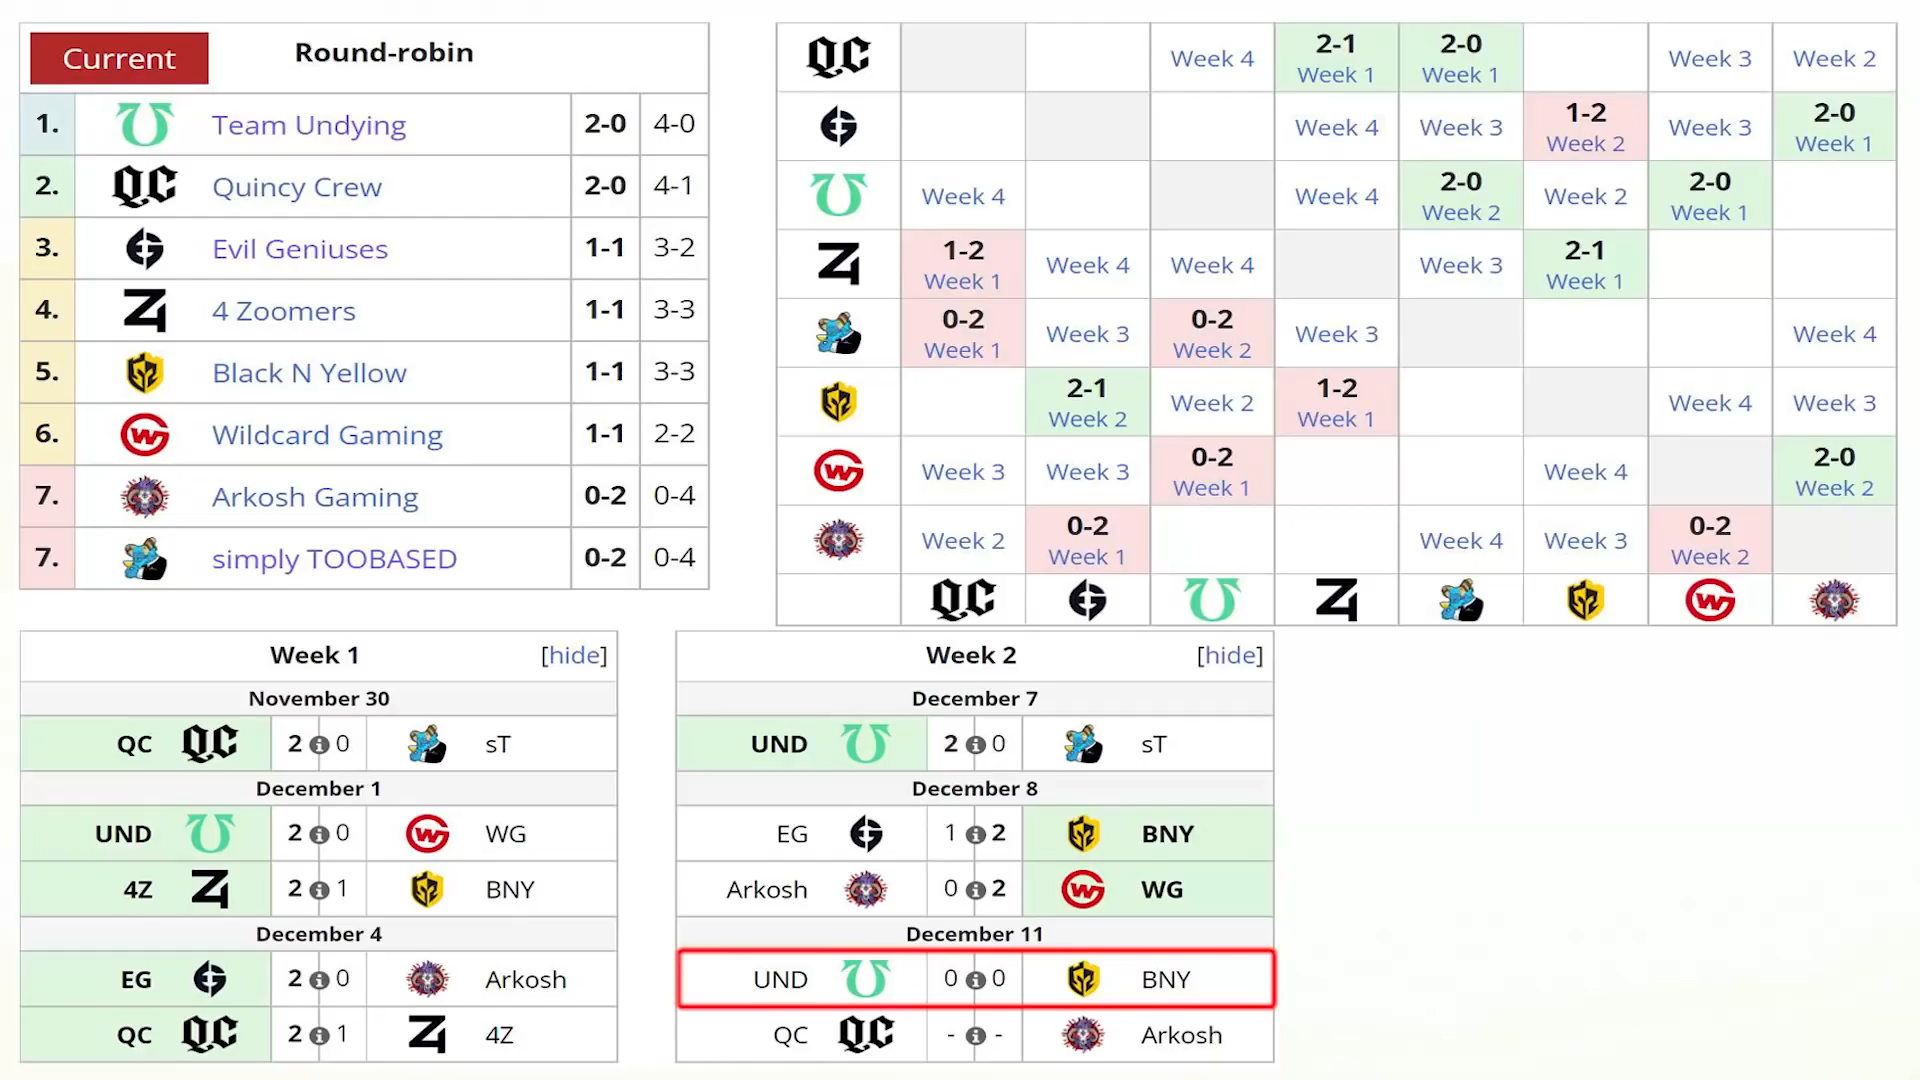 Current Round-robin
1. Team Undying 2-0 4-0
2. QC Quincy Crew 2-0 4-1
3. Evil Geniuses 1-1 3-2
4. 4 Zoomers 1-1 3-3
5. Black N Yellow 1-1 3-3
6. Wildcard Gaming 1-1 2-2
7. Arkosh Gaming 0-2 0-4
7. simply TOOBASED 0-2 0-4
QC Week 4 2-1 Week 1 2-0 Week 1 Week 3 Week 2
Week 4 Week 3 1-2 Week 2 Week 3 2-0 Week 1
Week 4 Week 4 2-0 Week 2 Week 2 2-0 Week 1
1-2 Week 1 Week 4 Week 4 Week 3 2-1 Week 1
0-2 Week 1 Week 3 0-2 Week 2 Week 3 Week 4
2-1 Week 2 Week 2 1-2 Week 1 Week 4 Week 3
Week 3 Week 3 0-2 Week 1 Week 4 2-0 Week 2
Week 2 0-2 Week 1 Week 4 Week 3 0-2 Week 2
QC
Week 1 [hide]
November 30
QC QC 2 0 sT
December 1
UND 2 0 WG
4Z 2 1 BNY
December 4
EG 2 0 Arkosh
QC QC 2 1 4Z
Week 2 [hide]
December 7
UND 2 0 sT
December 8
EG 1 2 BNY
Arkosh 0 2 WG
December 11
UND 0 0 BNY
QC QC - - Arkosh